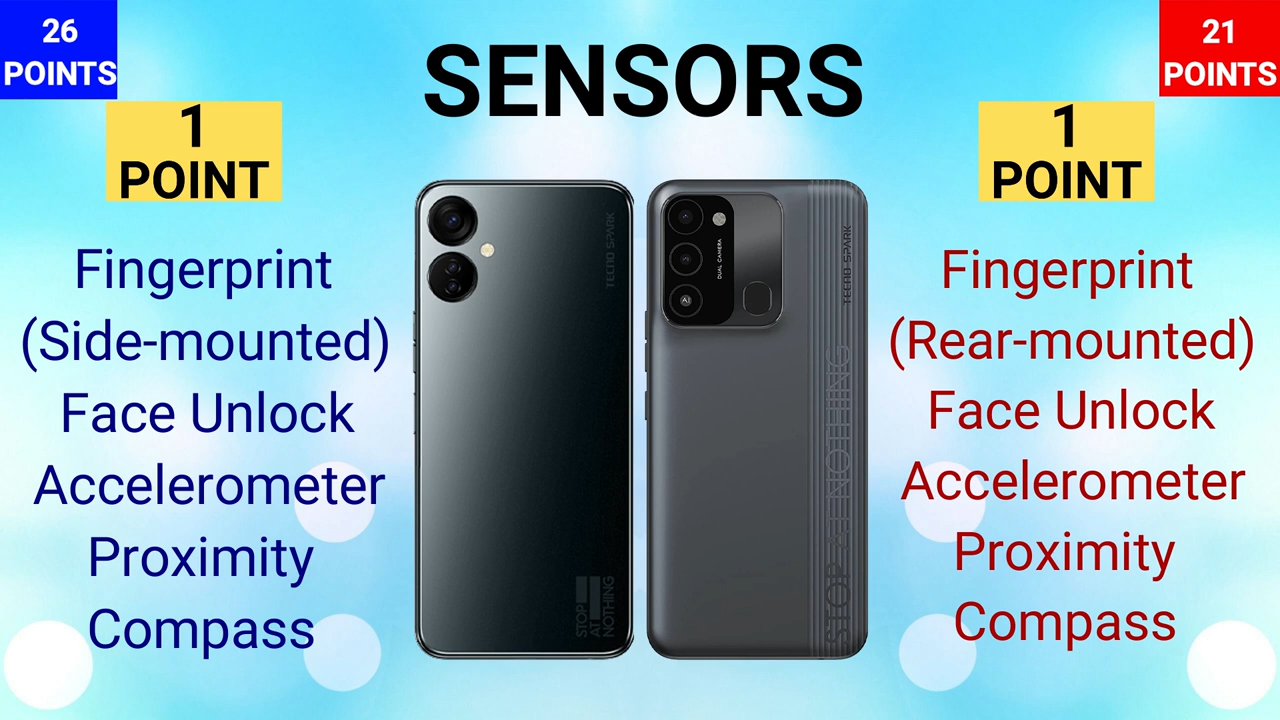 26
POINTS
SENSORS
21
POINTS
1
POINT
1
POINT
Fingerprint
(Side-mounted)
Face Unlock
Accelerometer
Proximity
Compass
TECNO SPARK
STOP
AT
NOTHING
DUAL CAMERA
AI
TECNO SPARK
STOP AT NOTHING
Fingerprint
(Rear-mounted)
Face Unlock
Accelerometer
Proximity
Compass